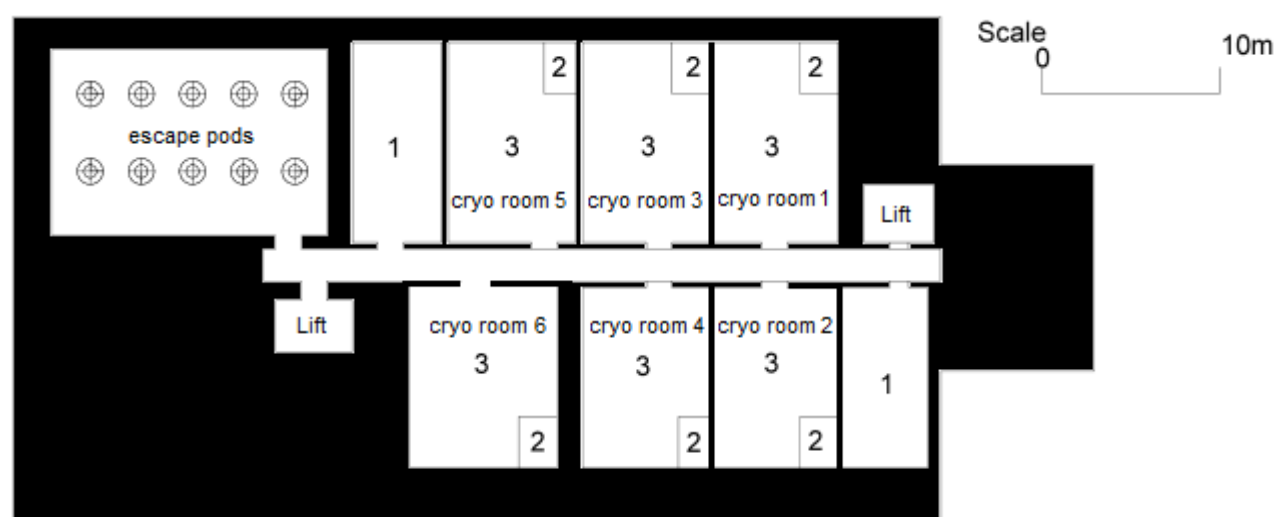 Scale
0 10m
escape pods
1
2
3
cryo room 5
2
3
cryo room 3
2
3
cryo room 1
Lift
Lift
cryo room 6
3
2
cryo room 4
3
2
cryo room 2
3
2
1